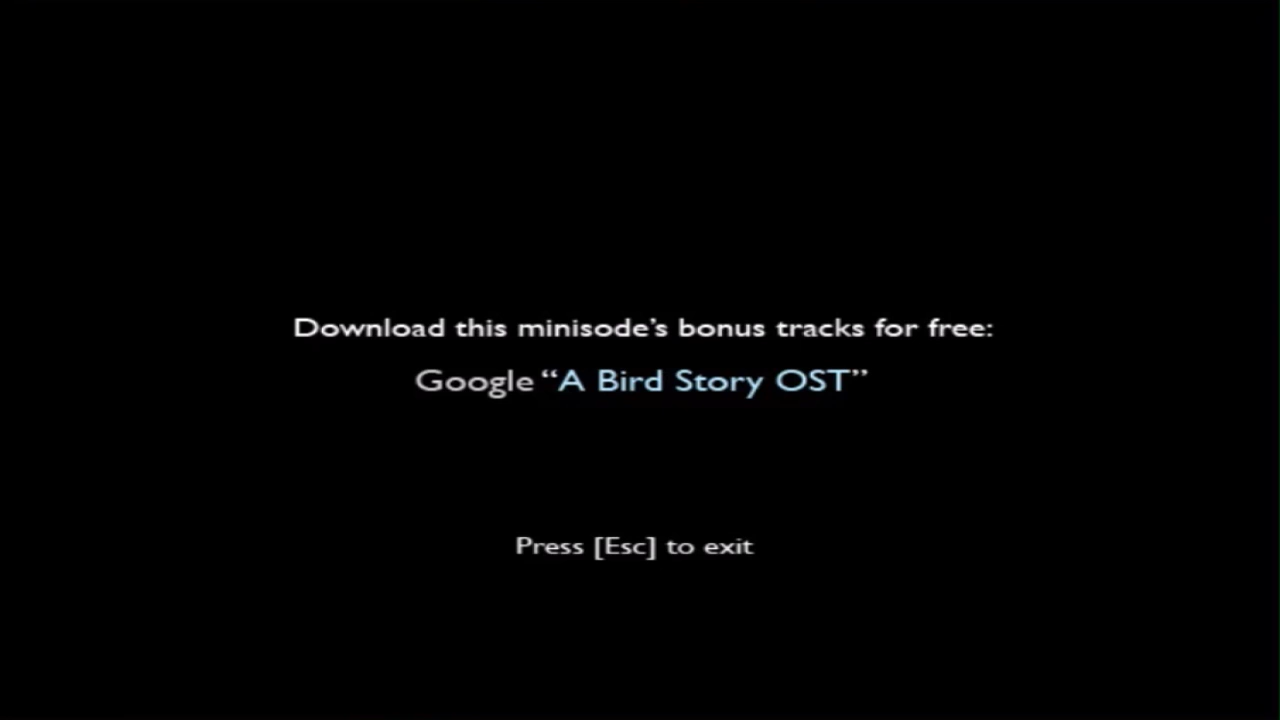 Download this minisode’s bonus tracks for free:
Google “A Bird Story OST”
Press [Esc] to exit